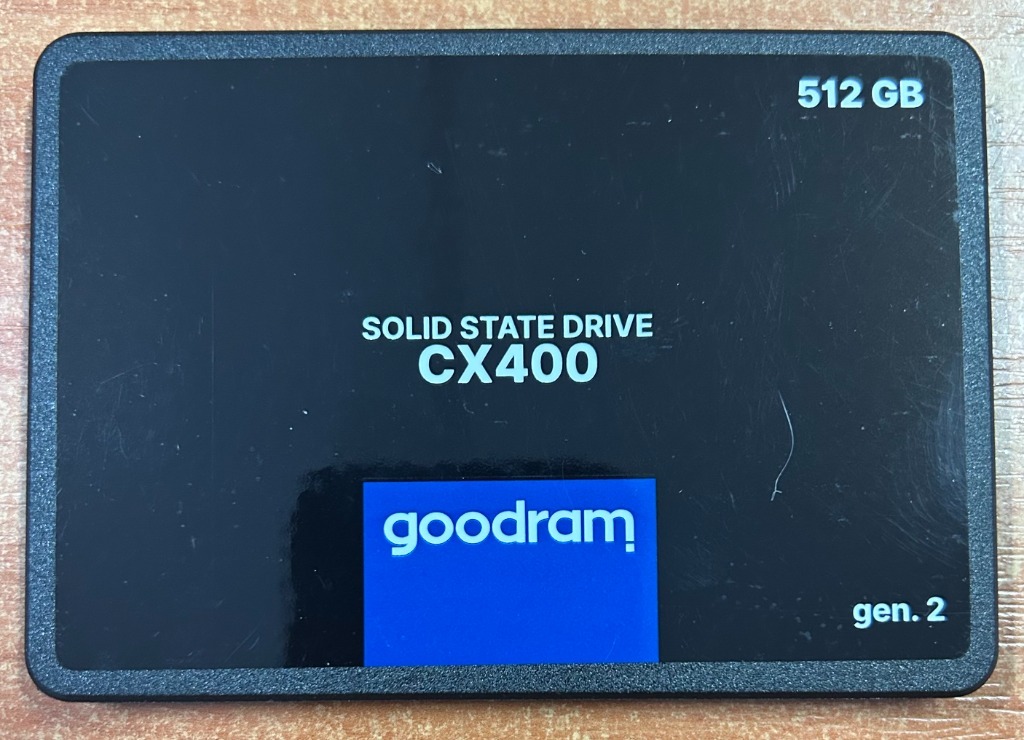 512 GB
SOLID STATE DRIVE
CX400
goodram
gen. 2